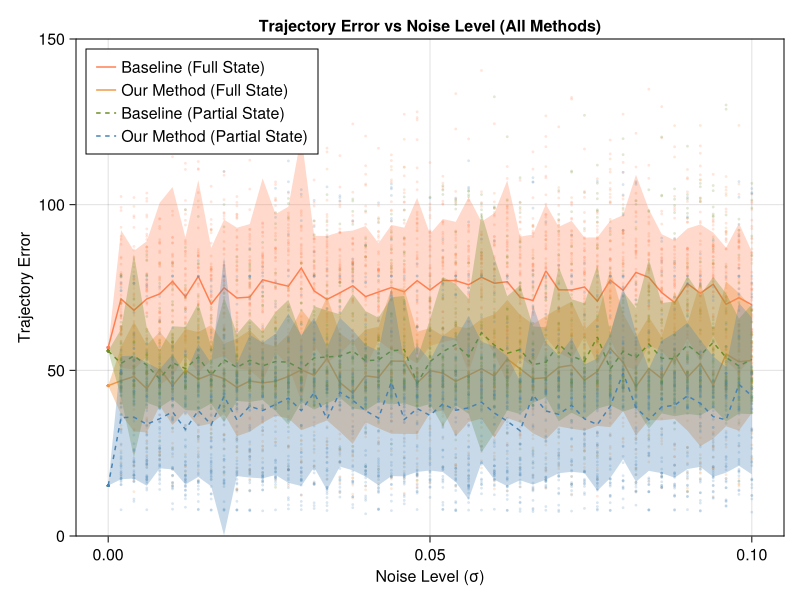 Trajectory Error vs Noise Level (All Methods)
150
Baseline (Full State)
Our Method (Full State)
Baseline (Partial State)
Our Method (Partial State)
100
Trajectory Error
50
0
0.00
0.05
0.10
Noise Level (σ)